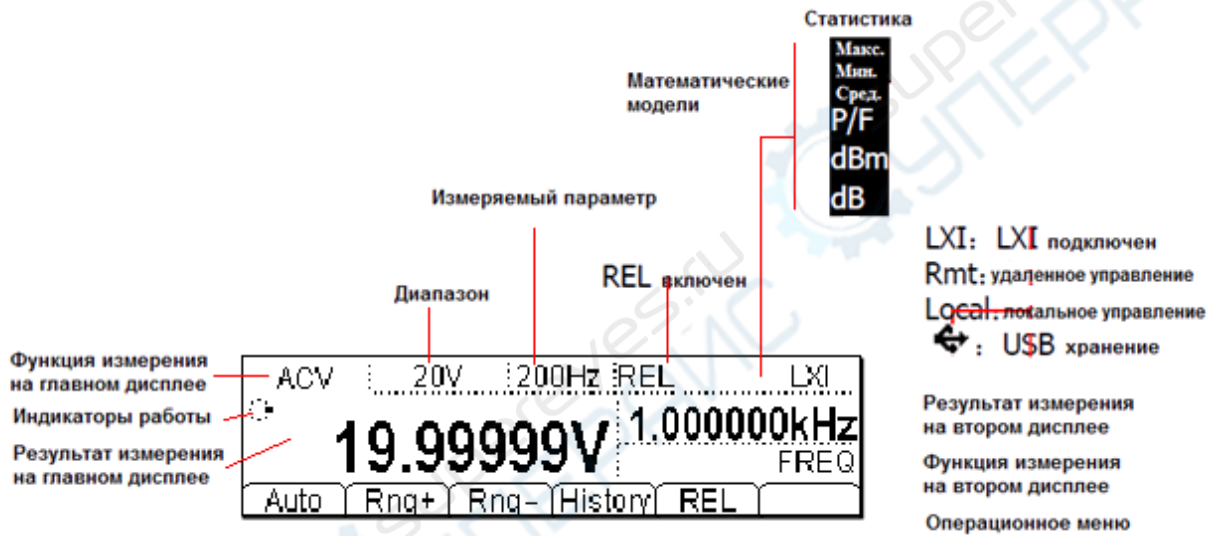 Статистика
Макс.
Мин.
Сред.
P/F
dBm
dB
Математические
модели
Измеряемый параметр
REL включен
Диапазон
LXI: LXI подключен
Rmt: удаленное управление
Local: локальное управление
: USB хранение
Функция измерения
на главном дисплее
Индикаторы работы
Результат измерения
на главном дисплее
ACV 20V 200Hz REL LXI
19.99999V
1.000000kHz
FREQ
Auto Rng+ Rng- History REL
Результат измерения
на втором дисплее
Функция измерения
на втором дисплее
Операционное меню